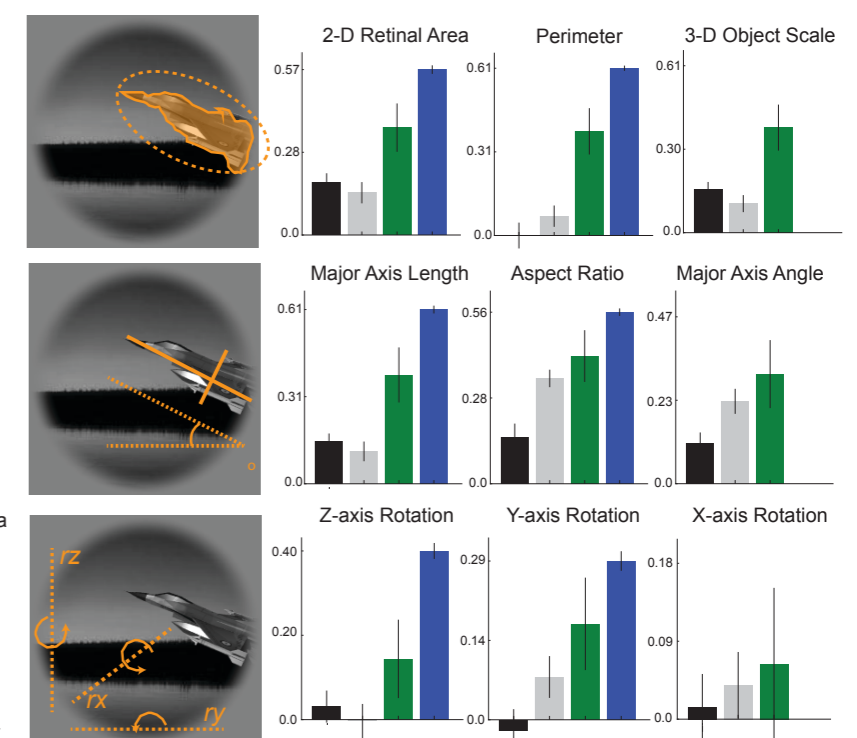 2-D Retinal Area
Perimeter
3-D Object Scale
0.57
0.28
0.0
0.61
0.31
0.0
0.61
0.30
0.0
Major Axis Length
Aspect Ratio
Major Axis Angle
0.61
0.31
0.0
0.56
0.28
0.0
0.47
0.23
0.0
o
a
Z-axis Rotation
Y-axis Rotation
X-axis Rotation
rz
rx
ry
0.40
0.20
0.0
0.29
0.14
0.0
0.18
0.09
0.0